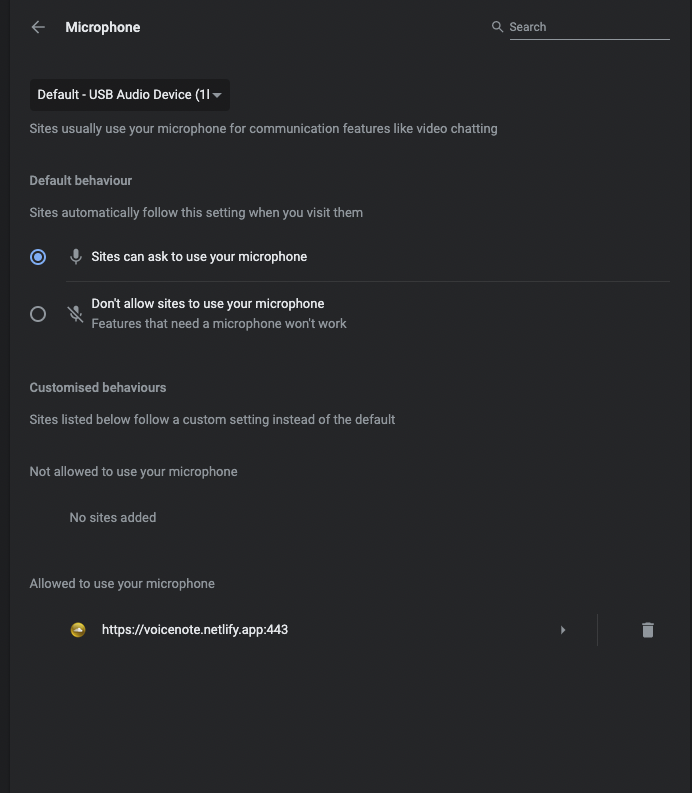 Microphone
Search
Default - USB Audio Device (1
Sites usually use your microphone for communication features like video chatting
Default behaviour
Sites automatically follow this setting when you visit them
Sites can ask to use your microphone
Don't allow sites to use your microphone
Features that need a microphone won't work
Customised behaviours
Sites listed below follow a custom setting instead of the default
Not allowed to use your microphone
No sites added
Allowed to use your microphone
https://voicenote.netlify.app:443